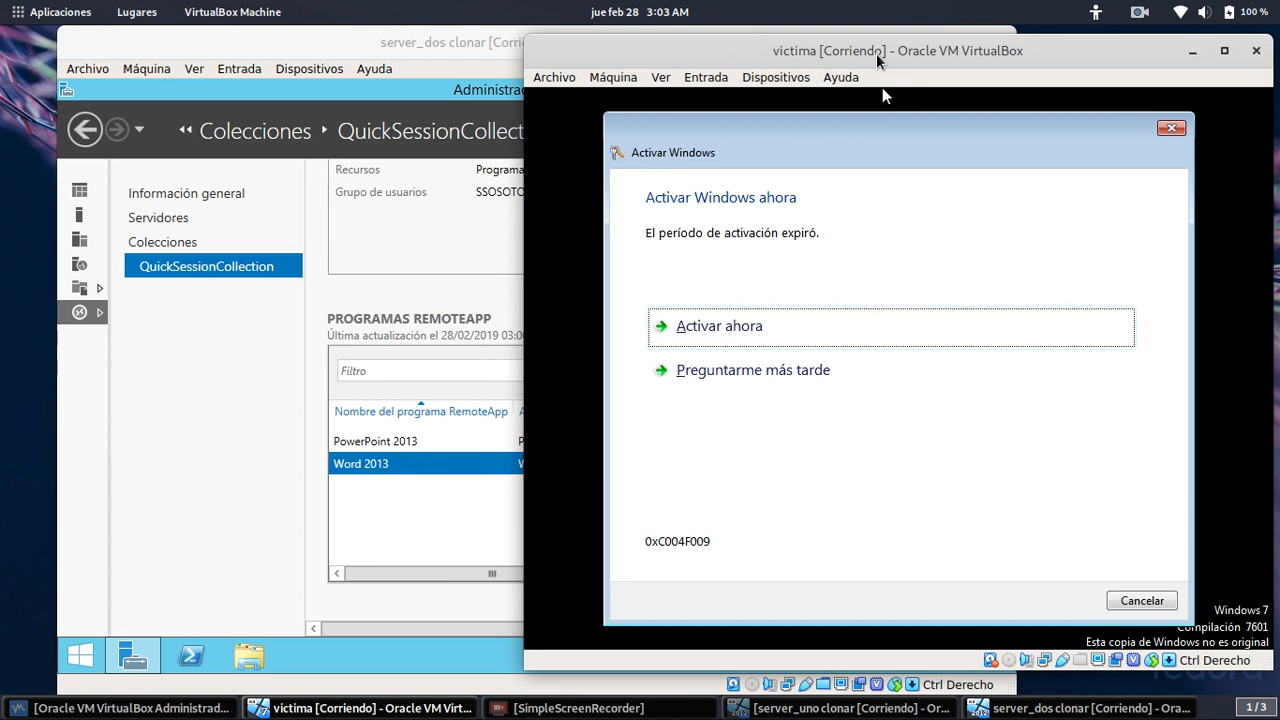 Aplicaciones Lugares VirtualBox Machine jue feb 28 3:03 AM 100 %
server_dos clonar [Corri
Archivo Máquina Ver Entrada Dispositivos Ayuda
Administra
Colecciones QuickSessionCollect
Información general
Servidores
Colecciones
QuickSessionCollection
Recursos Programa
Grupo de usuarios SSOSOTO
PROGRAMAS REMOTEAPP
Última actualización el 28/02/2019 03:0
Filtro
Nombre del programa RemoteApp
PowerPoint 2013
Word 2013
Ctrl Derecho
victima [Corriendo] - Oracle VM VirtualBox
Archivo Máquina Ver Entrada Dispositivos Ayuda
Activar Windows
Activar Windows ahora
El período de activación expiró.
Activar ahora
Preguntarme más tarde
0xC004F009
Cancelar
Windows 7
Compilación 7601
Esta copia de Windows no es original
Ctrl Derecho
fedora
[Oracle VM VirtualBox Administrad... victima [Corriendo] - Oracle VM Virt... [SimpleScreenRecorder] [server_uno clonar [Corriendo] - Or... server_dos clonar [Corriendo] - Ora... 1/3